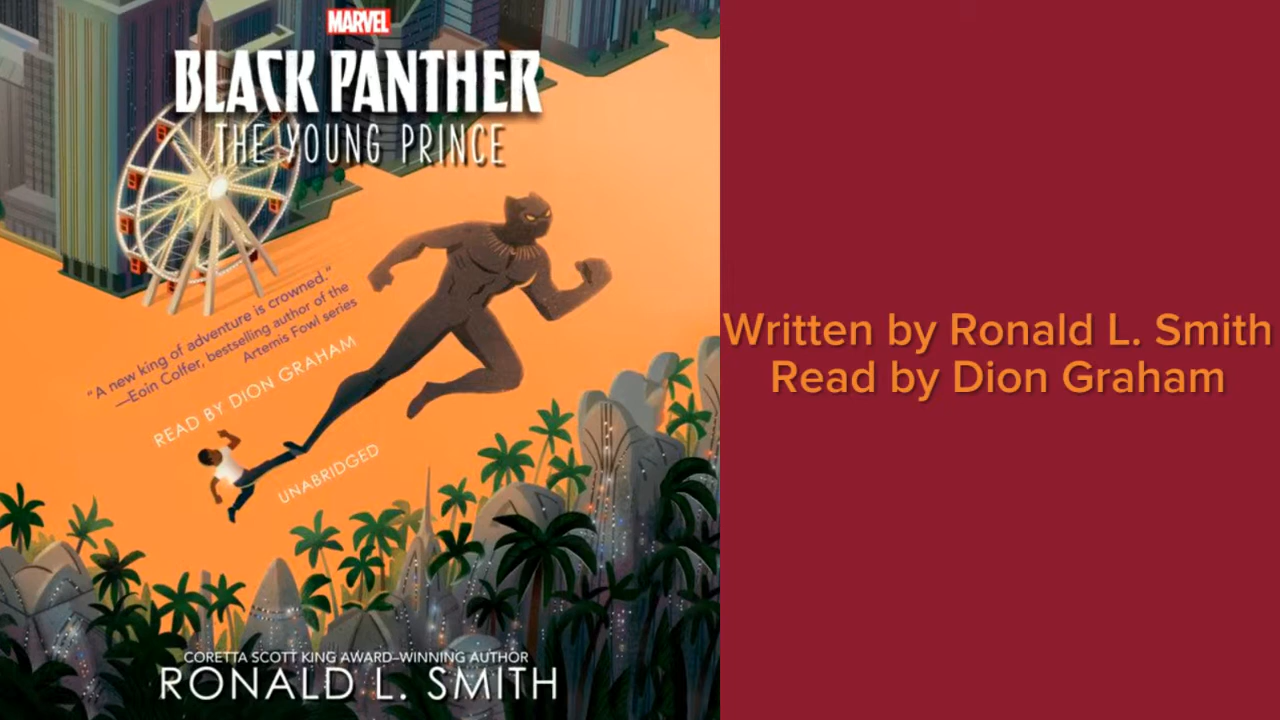 MARVEL
BLACK PANTHER
THE YOUNG PRINCE
“A new king of adventure is crowned.”
—Eoin Colfer, bestselling author of the
Artemis Fowl series
READ BY DION GRAHAM
UNABRIDGED
CORETTA SCOTT KING AWARD–WINNING AUTHOR
RONALD L. SMITH
Written by Ronald L. Smith
Read by Dion Graham